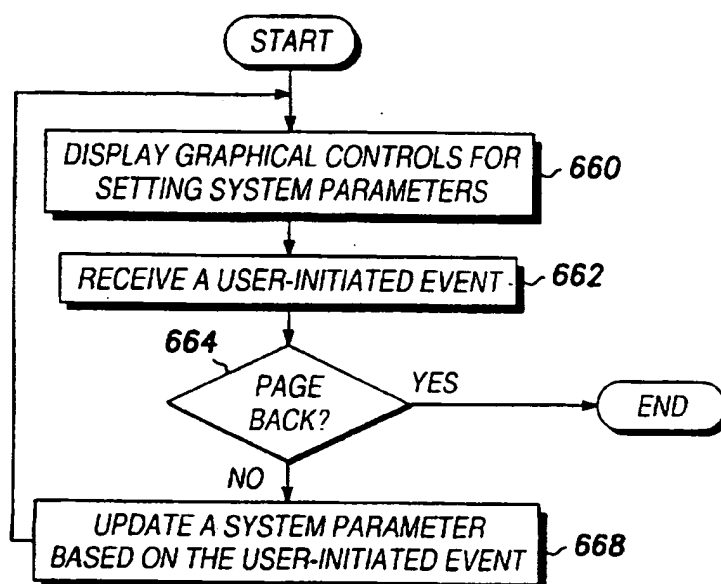 START
DISPLAY GRAPHICAL CONTROLS FOR
SETTING SYSTEM PARAMETERS
660
RECEIVE A USER-INITIATED EVENT
662
664
PAGE
BACK?
YES
END
NO
UPDATE A SYSTEM PARAMETER
BASED ON THE USER-INITIATED EVENT
668